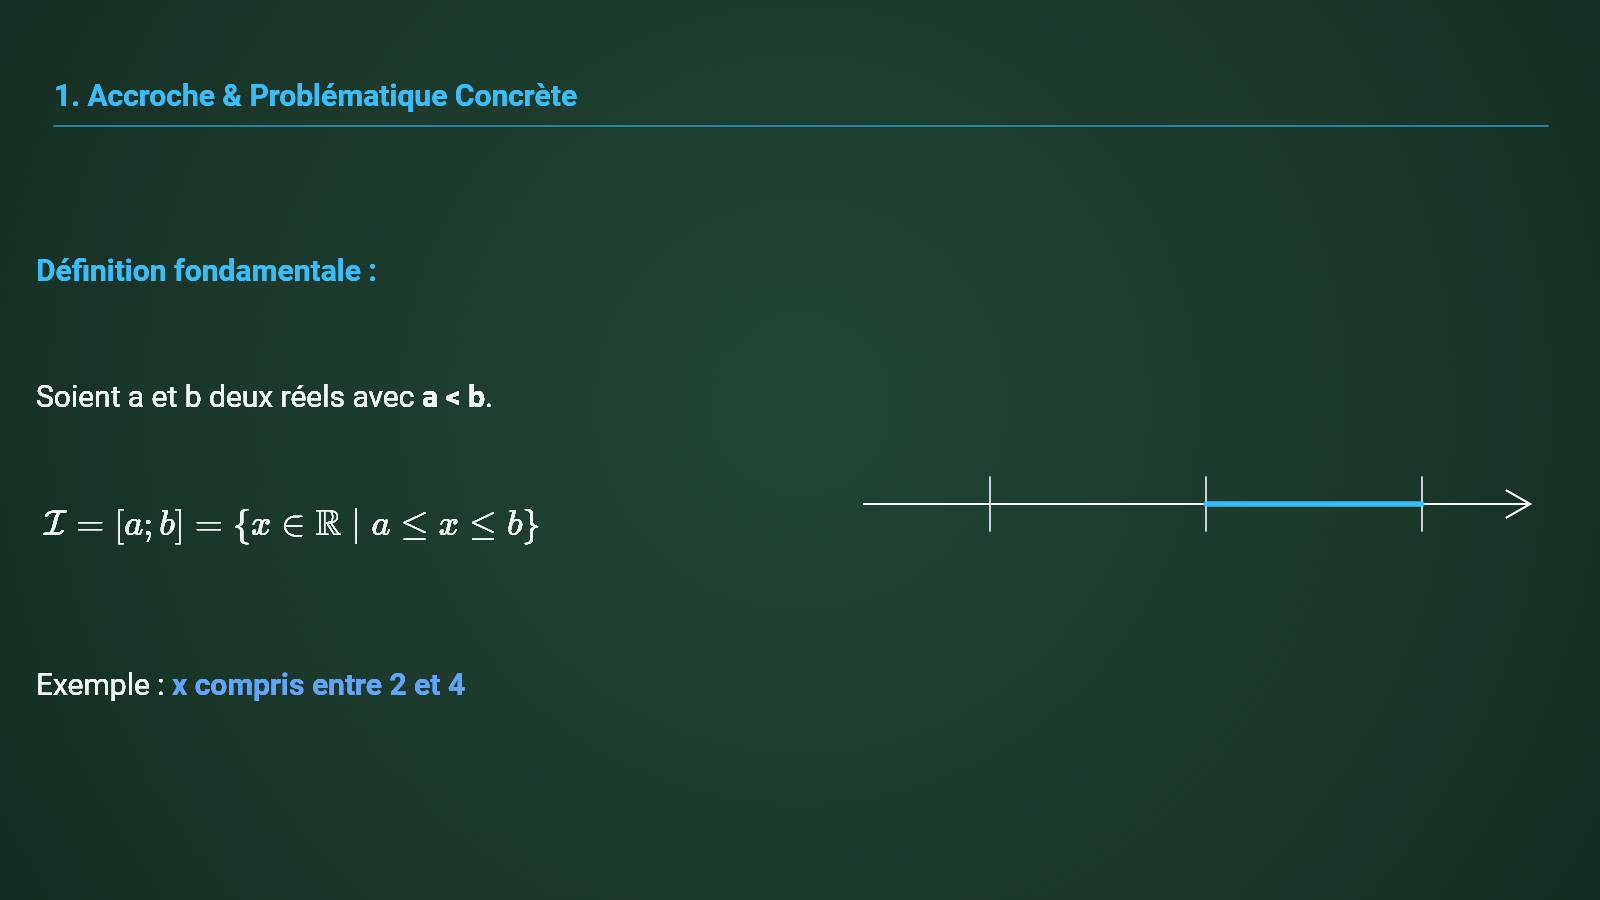 1. Accroche & Problématique Concrète
Définition fondamentale :
Soient a et b deux réels avec a < b.
𝓘 = [a; b] = {x ∈ ℝ | a ≤ x ≤ b}
Exemple : x compris entre 2 et 4